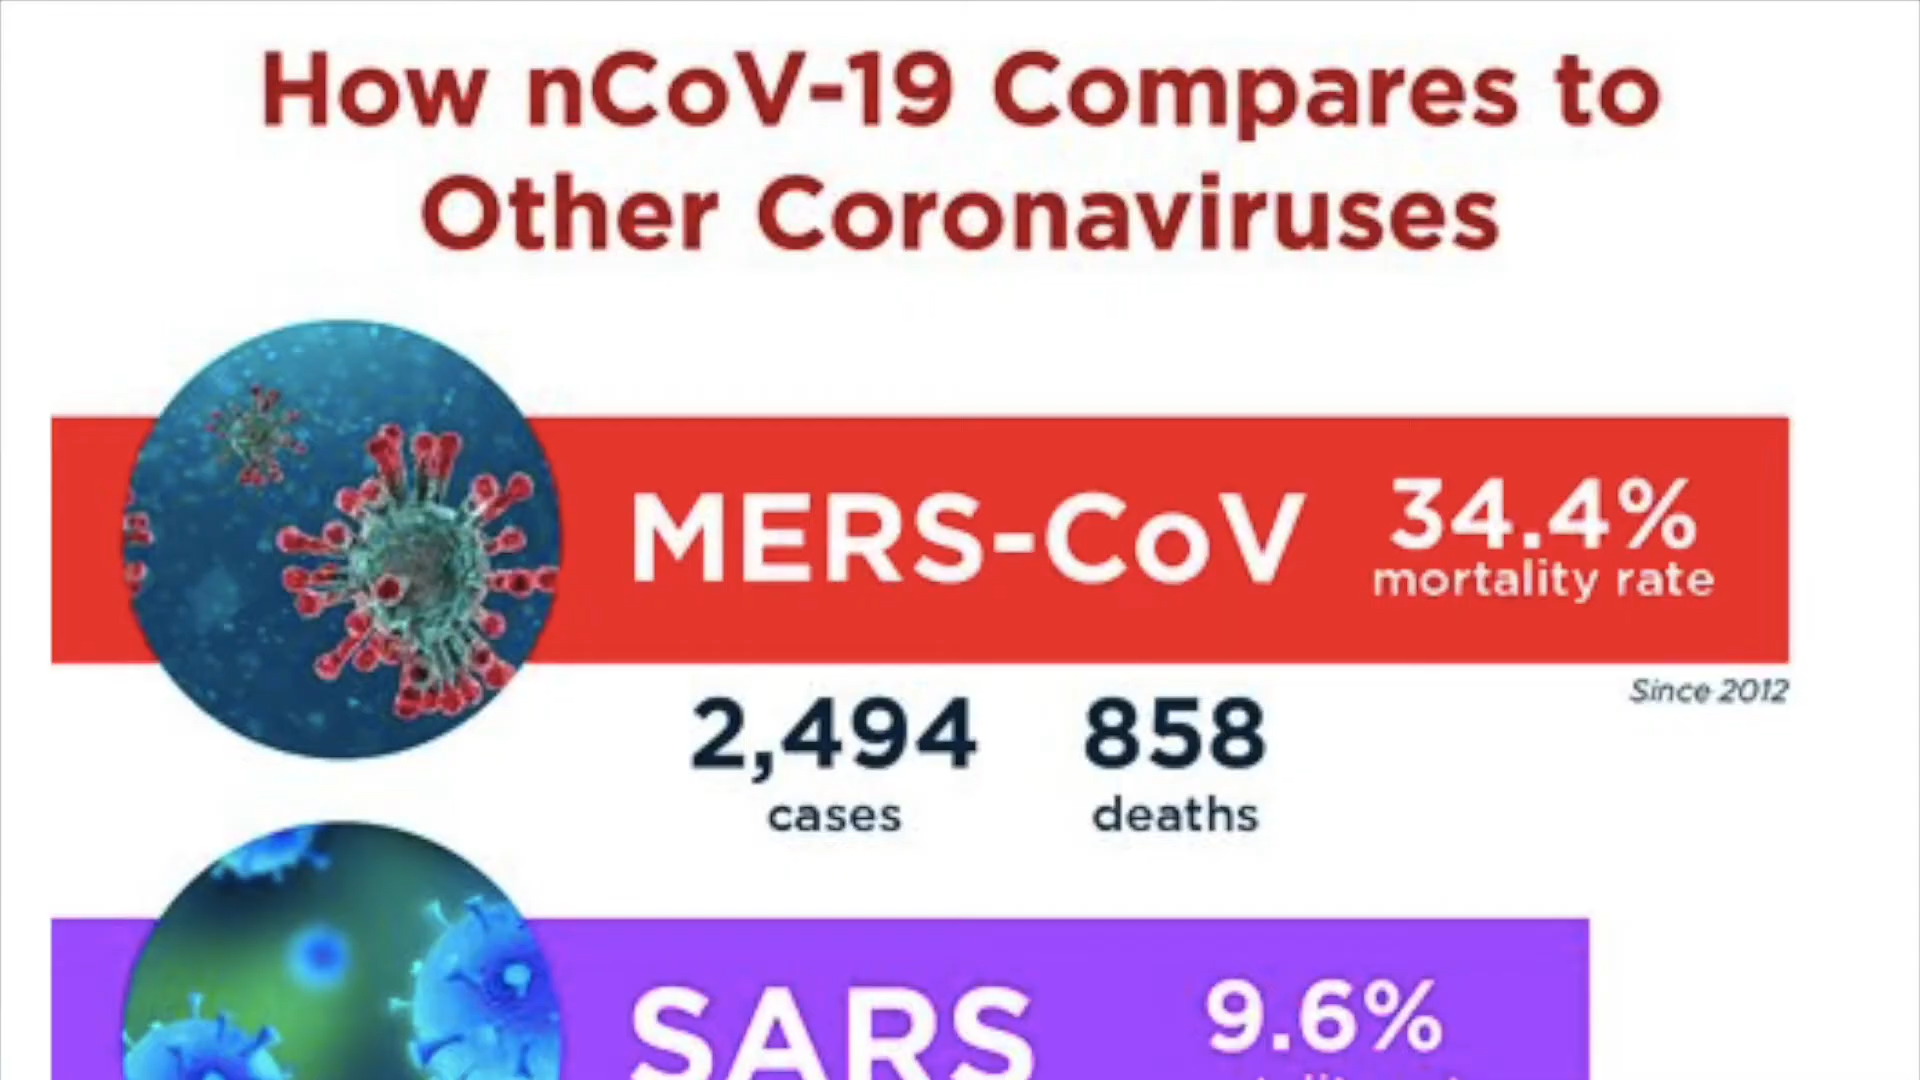 How nCoV-19 Compares to
Other Coronaviruses
MERS-CoV
34.4%
mortality rate
Since 2012
2,494
cases
858
deaths
SARS
9.6%